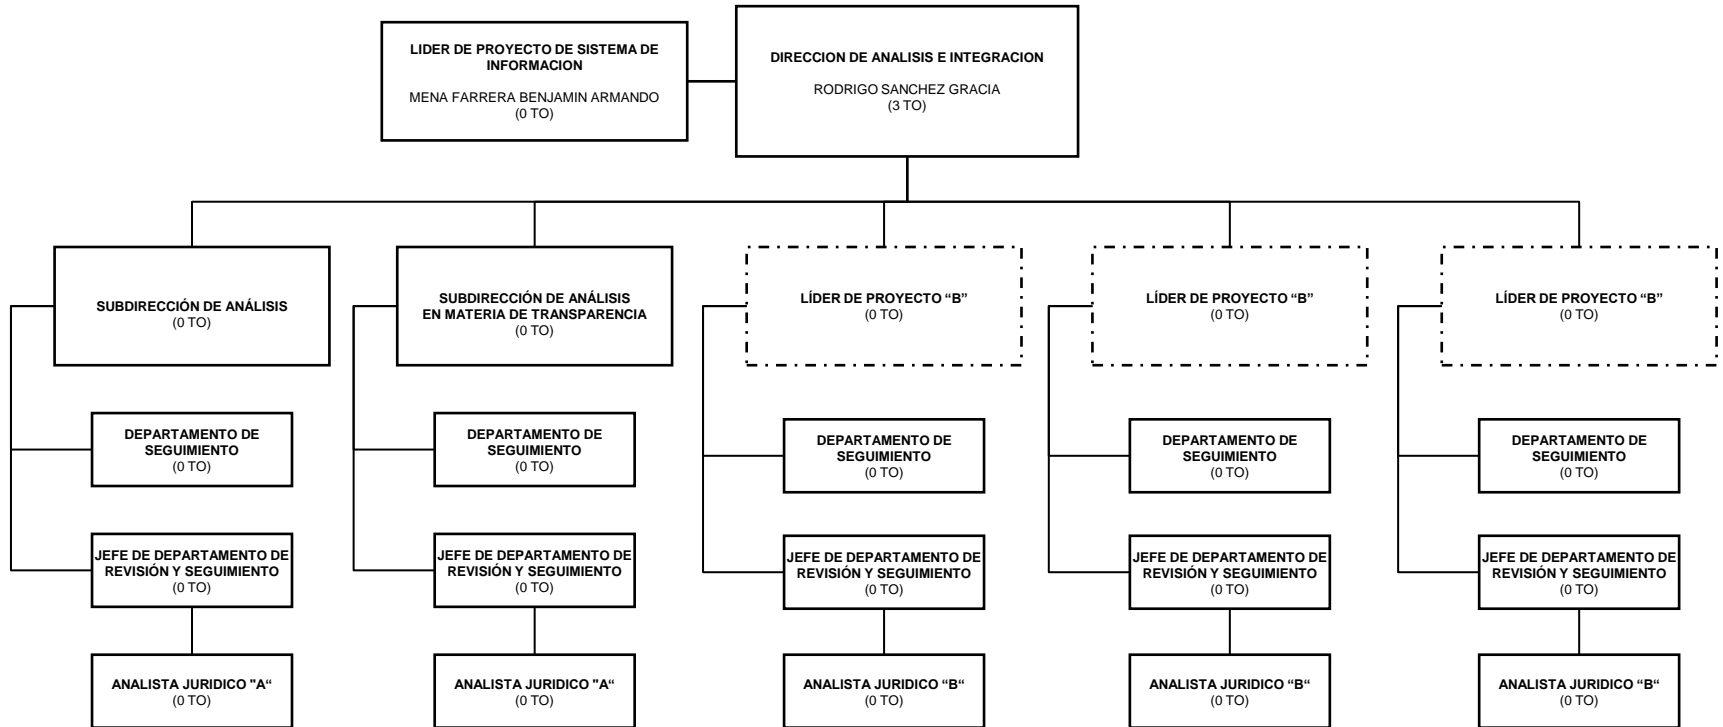 LIDER DE PROYECTO DE SISTEMA DE
INFORMACION
MENA FARRERA BENJAMIN ARMANDO
(0 TO)
DIRECCION DE ANALISIS E INTEGRACION
RODRIGO SANCHEZ GRACIA
(3 TO)
SUBDIRECCIÓN DE ANÁLISIS
(0 TO)
SUBDIRECCIÓN DE ANÁLISIS
EN MATERIA DE TRANSPARENCIA
(0 TO)
LÍDER DE PROYECTO “B”
(0 TO)
LÍDER DE PROYECTO “B”
(0 TO)
LÍDER DE PROYECTO “B”
(0 TO)
DEPARTAMENTO DE
SEGUIMIENTO
(0 TO)
DEPARTAMENTO DE
SEGUIMIENTO
(0 TO)
DEPARTAMENTO DE
SEGUIMIENTO
(0 TO)
DEPARTAMENTO DE
SEGUIMIENTO
(0 TO)
DEPARTAMENTO DE
SEGUIMIENTO
(0 TO)
JEFE DE DEPARTAMENTO DE
REVISIÓN Y SEGUIMIENTO
(0 TO)
JEFE DE DEPARTAMENTO DE
REVISIÓN Y SEGUIMIENTO
(0 TO)
JEFE DE DEPARTAMENTO DE
REVISIÓN Y SEGUIMIENTO
(0 TO)
JEFE DE DEPARTAMENTO DE
REVISIÓN Y SEGUIMIENTO
(0 TO)
JEFE DE DEPARTAMENTO DE
REVISIÓN Y SEGUIMIENTO
(0 TO)
ANALISTA JURIDICO "A“
(0 TO)
ANALISTA JURIDICO "A“
(0 TO)
ANALISTA JURIDICO “B“
(0 TO)
ANALISTA JURIDICO “B“
(0 TO)
ANALISTA JURIDICO “B“
(0 TO)